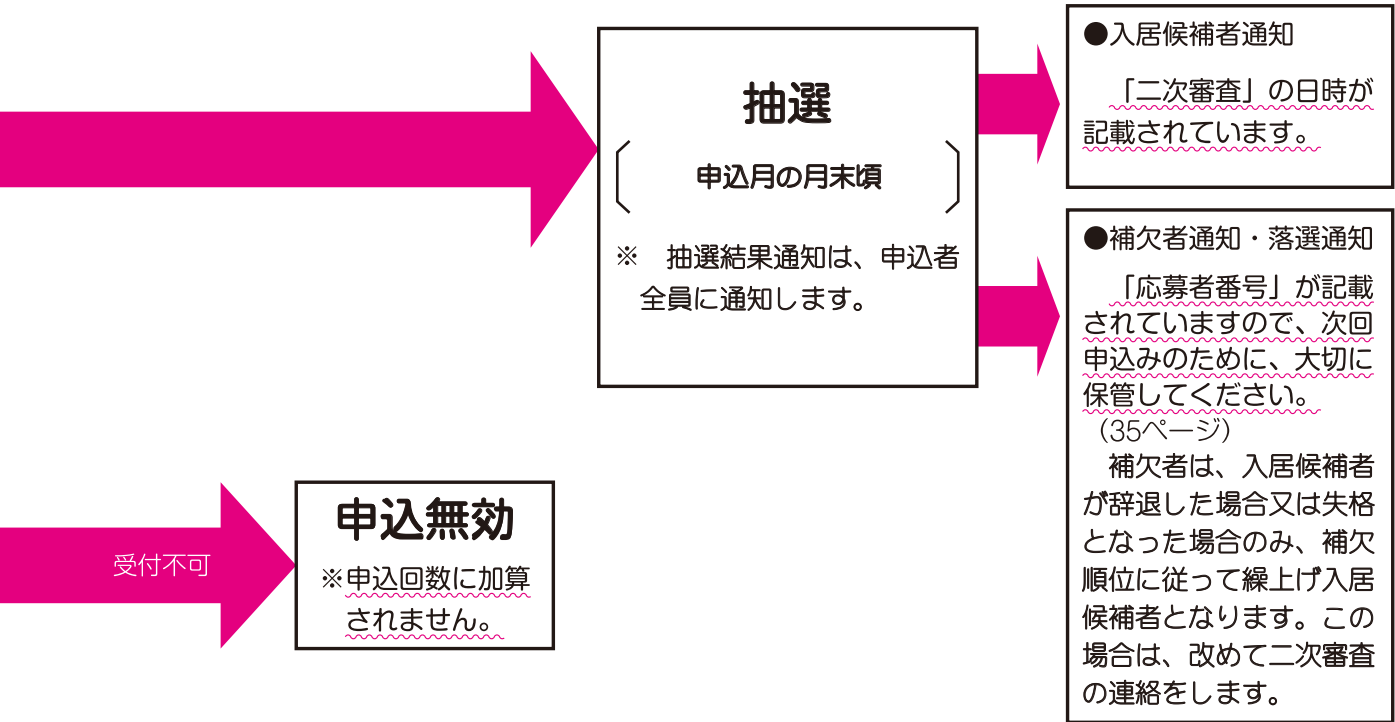 抽選
申込月の月末頃
※　抽選結果通知は、申込者
全員に通知します。
●入居候補者通知
「二次審査」の日時が
記載されています。
●補欠者通知・落選通知
「応募者番号」が記載
されていますので、次回
申込みのために、大切に
保管してください。
（35ページ）
補欠者は、入居候補者
が辞退した場合又は失格
となった場合のみ、補欠
順位に従って繰上げ入居
候補者となります。この
場合は、改めて二次審査
の連絡をします。
受付不可
申込無効
※申込回数に加算
されません。